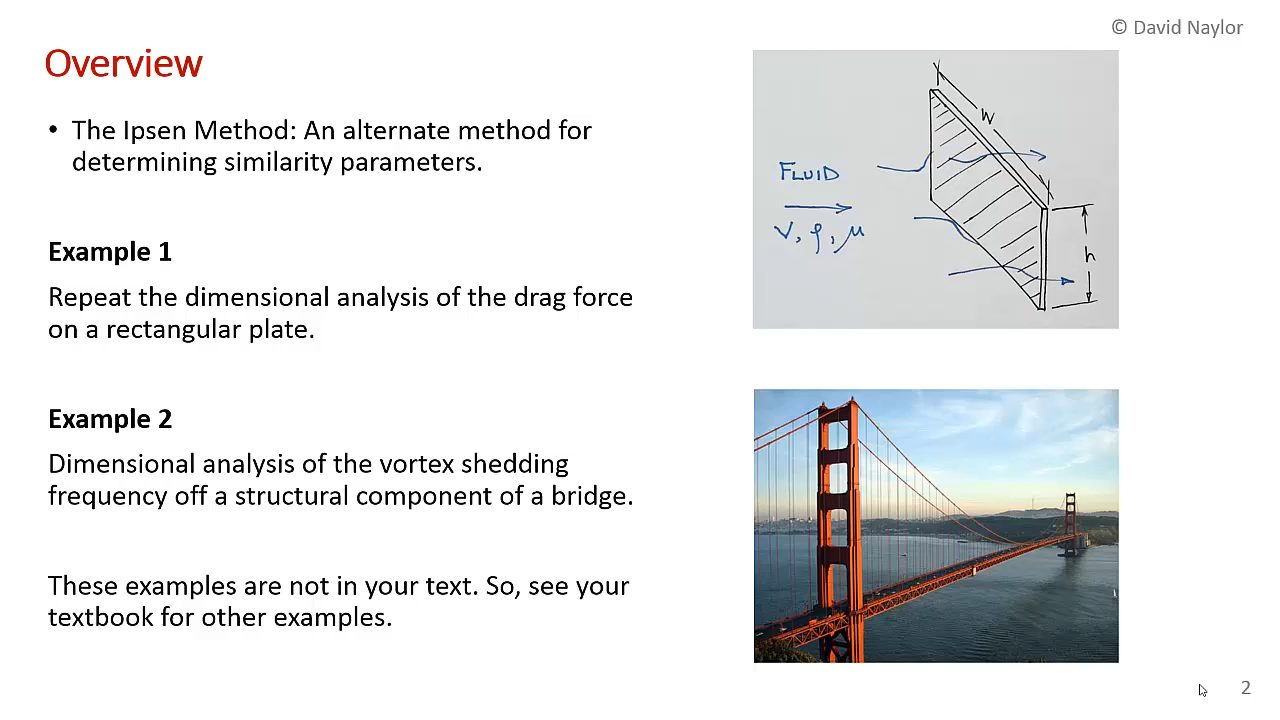 © David Naylor
Overview
• The Ipsen Method: An alternate method for
determining similarity parameters.
Example 1
Repeat the dimensional analysis of the drag force
on a rectangular plate.
Example 2
Dimensional analysis of the vortex shedding
frequency off a structural component of a bridge.
These examples are not in your text. So, see your
textbook for other examples.
W
FLUID
V, ρ, μ
h
2